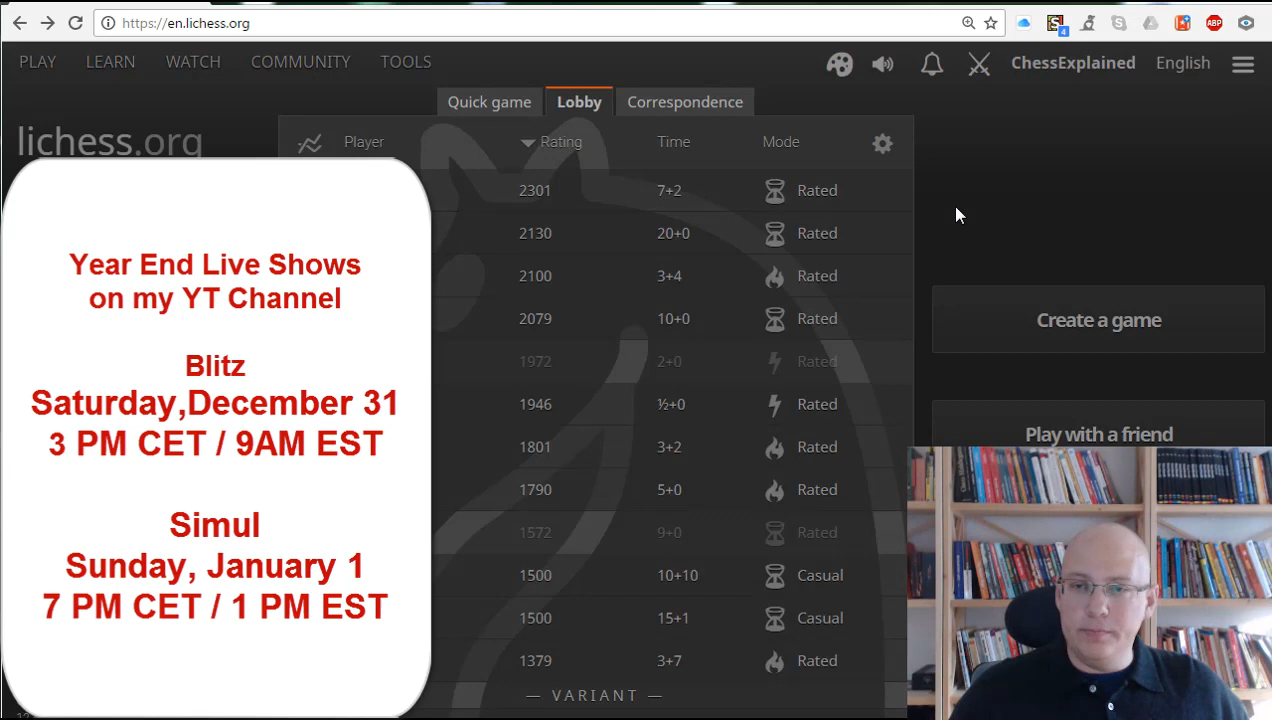 https://en.lichess.org
4
ABP
PLAY LEARN WATCH COMMUNITY TOOLS
ChessExplained English
Quick game Lobby Correspondence
lichess.org
Player Rating Time Mode
2301 7+2 Rated
2130 20+0 Rated
2100 3+4 Rated
2079 10+0 Rated
1972 2+0 Rated
1946 ½+0 Rated
1801 3+2 Rated
1790 5+0 Rated
1572 9+0 Rated
1500 10+10 Casual
1500 15+1 Casual
1379 3+7 Rated
— VARIANT —
Create a game
Play with a friend
Year End Live Shows
on my YT Channel
Blitz
Saturday,December 31
3 PM CET / 9AM EST
Simul
Sunday, January 1
7 PM CET / 1 PM EST